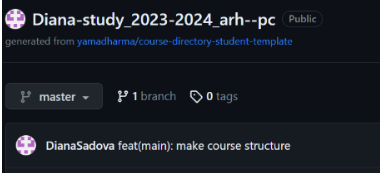 Diana-study_2023-2024_arh--pc Public
generated from yamadharma/course-directory-student-template
master 1 branch 0 tags
DianaSadova feat(main): make course structure